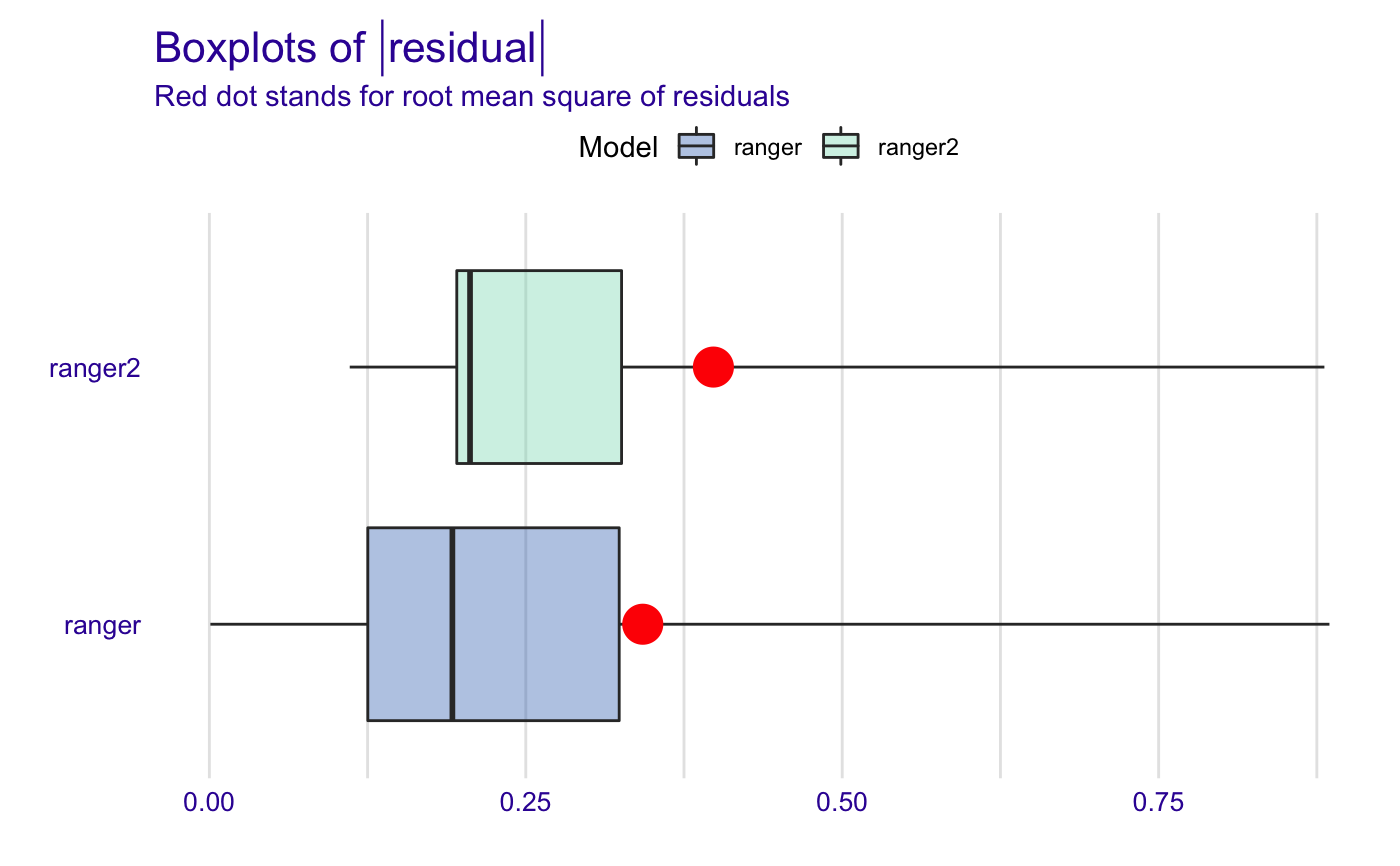 Boxplots of |residual|
Red dot stands for root mean square of residuals
Model ranger ranger2
ranger2
ranger
0.00 0.25 0.50 0.75